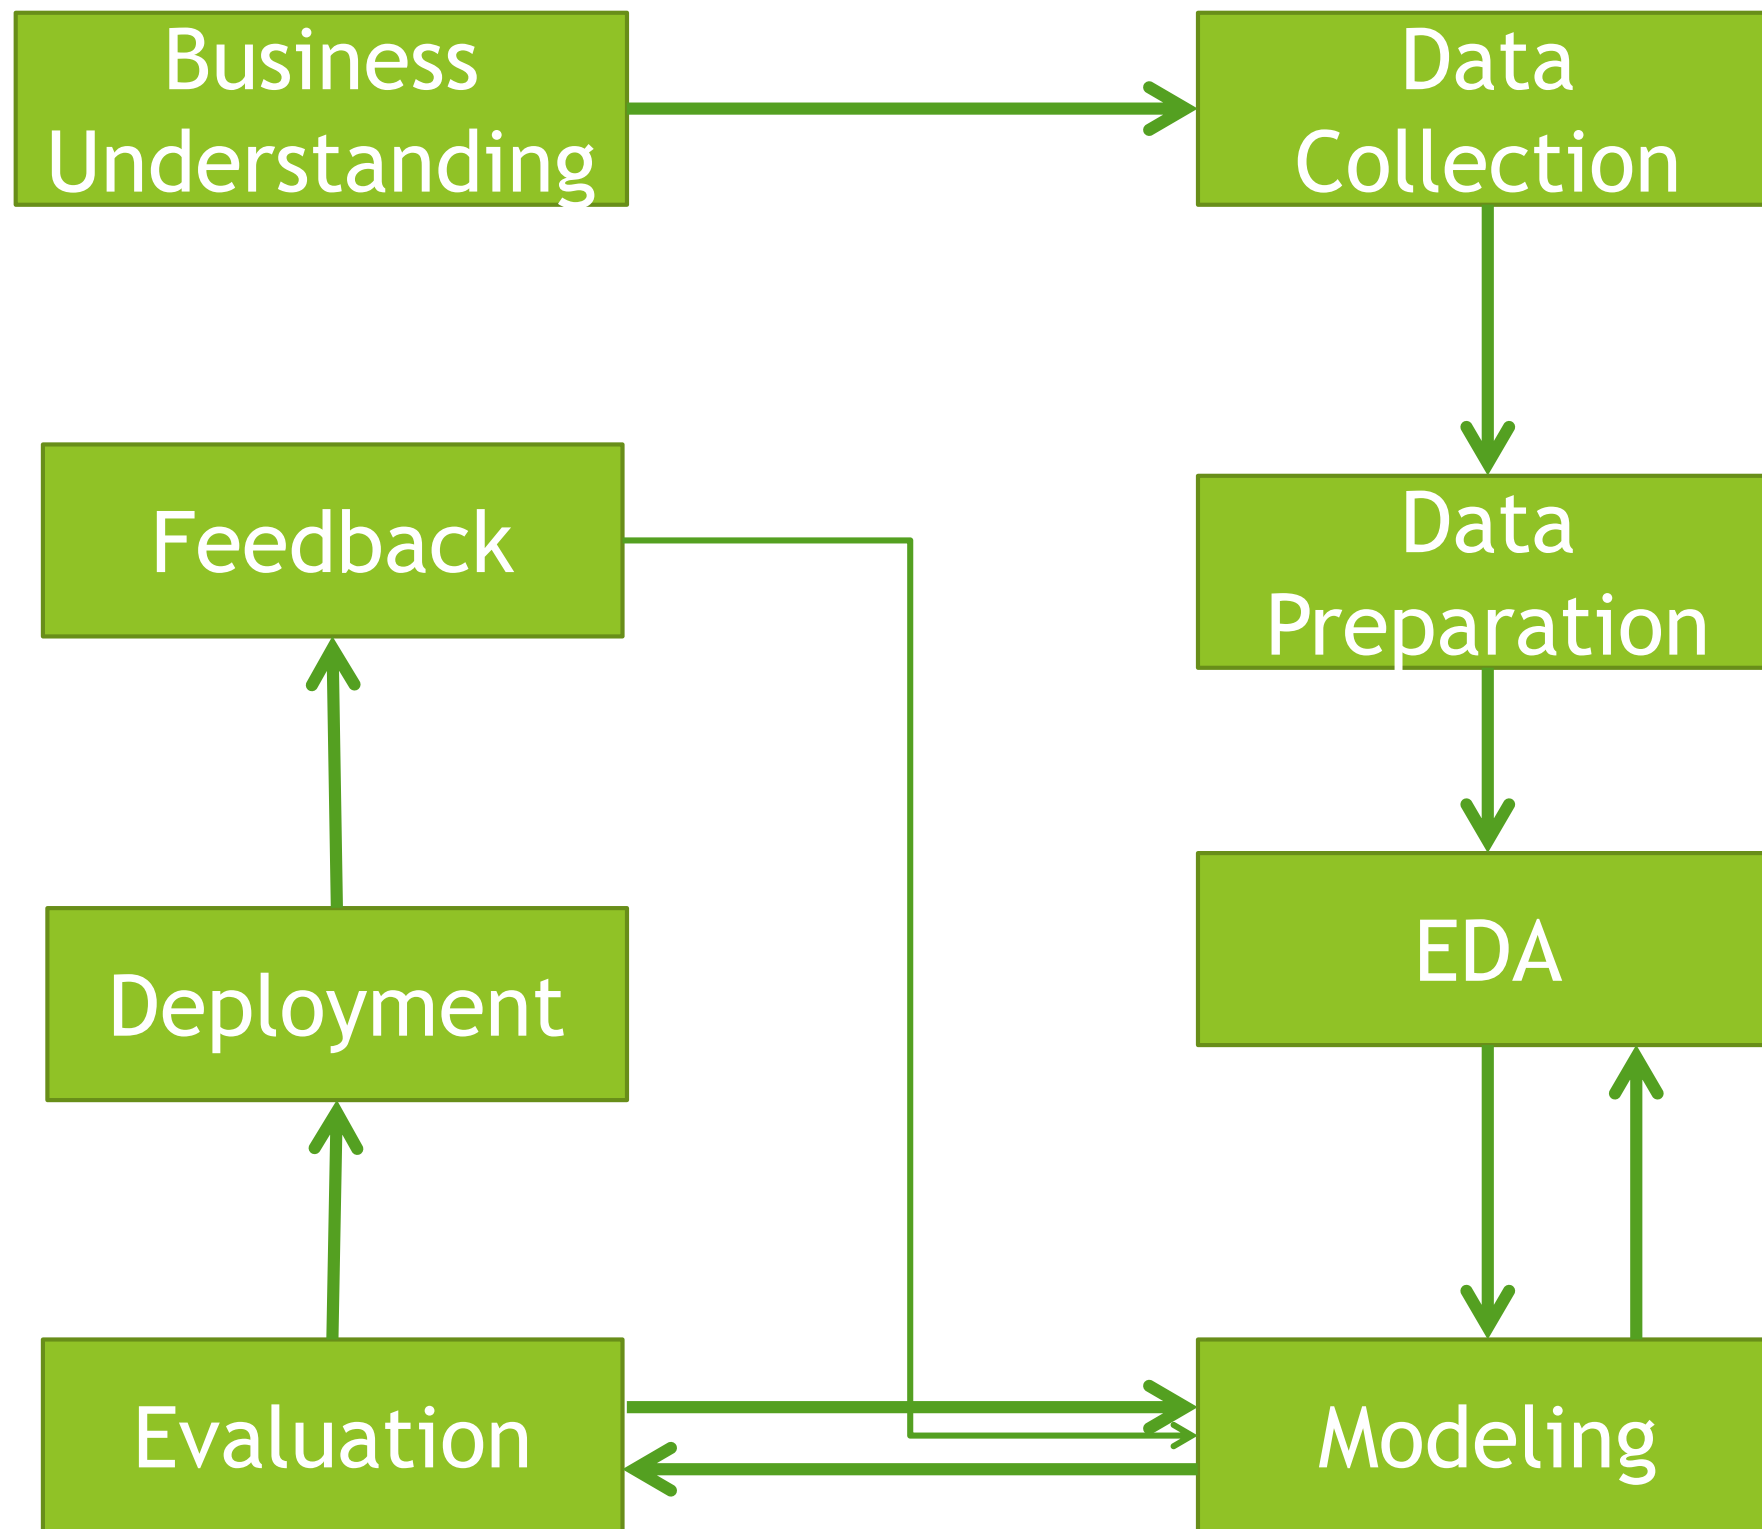 Business
Understanding
Data
Collection
Feedback
Data
Preparation
Deployment
EDA
Evaluation
Modeling